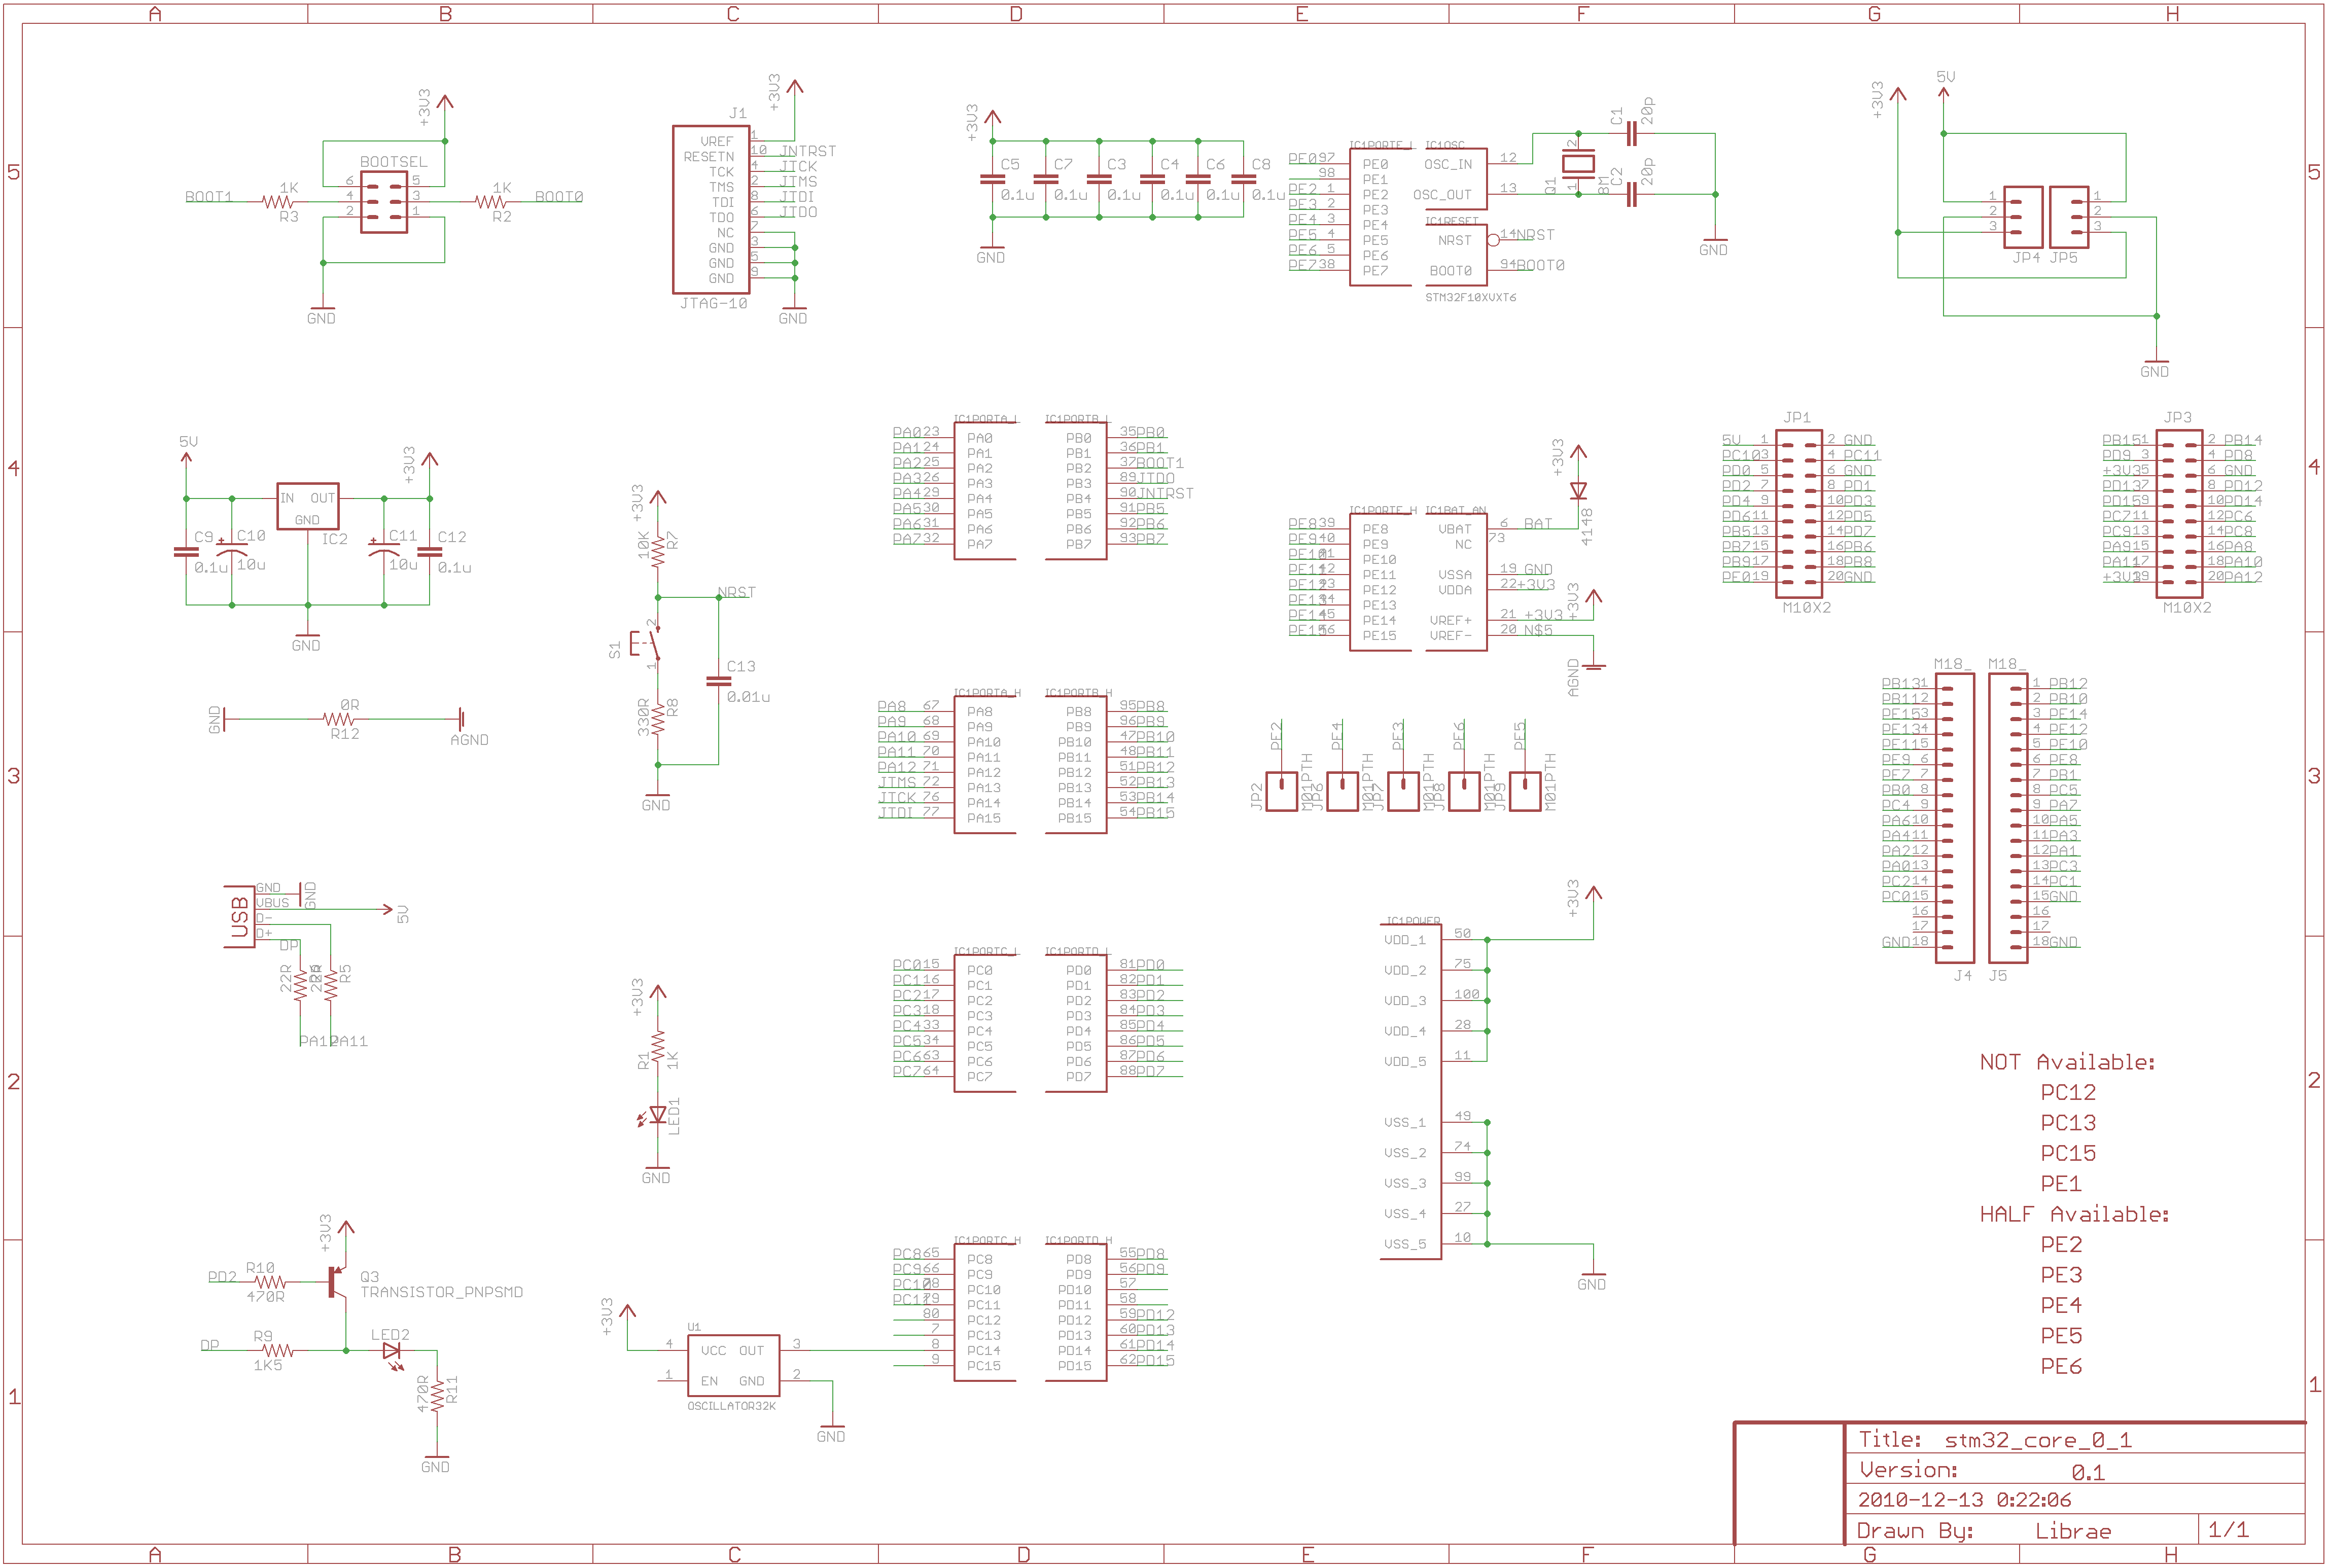 A B C D E F G H
5
+3V3
BOOTSEL
BOOT1
1K
R3
6 5
4 3
2 1
1K
R2
BOOT0
GND
+3V3
J1
VREF 1
RESETN 10 JNTRST
TCK 4 JTCK
TMS 2 JTMS
TDI 8 JTDI
TDO 6 JTDO
NC 7
GND 3
GND 5
GND 9
JTAG-10
GND
+3V3
C5 C7 C3 C4 C6 C8
0.1u 0.1u 0.1u 0.1u 0.1u 0.1u
GND
IC1PORTE_L
PE0 97 PE0
98 PE1
PE2 1 PE2
PE3 2 PE3
PE4 3 PE4
PE5 4 PE5
PE6 5 PE6
PE7 38 PE7
IC1OSC
OSC_IN 12
OSC_OUT 13
IC1RESET
NRST 14 NRST
BOOT0 94 BOOT0
STM32F10XVXT6
Q1
2
1
8M
C1
20p
C2
20p
GND
+3V3
5V
1 1
2 2
3 3
JP4 JP5
GND
5
4
5V
+3V3
IN OUT
GND
IC2
C9
0.1u
C10
10u
C11
10u
C12
0.1u
GND
+3V3
10K
R7
NRST
S1
2
1
C13
0.01u
330R
R8
GND
IC1PORTA_L
PA0 23 PA0
PA1 24 PA1
PA2 25 PA2
PA3 26 PA3
PA4 29 PA4
PA5 30 PA5
PA6 31 PA6
PA7 32 PA7
IC1PORTB_L
PB0 35 PB0
PB1 36 PB1
PB2 37 BOOT1
PB3 89 JTDO
PB4 90 JNTRST
PB5 91 PB5
PB6 92 PB6
PB7 93 PB7
IC1PORTE_H
PE8 39 PE8
PE9 40 PE9
PE10 41 PE10
PE11 42 PE11
PE12 43 PE12
PE13 44 PE13
PE14 45 PE14
PE15 46 PE15
IC1BAT_AN
VBAT 6 BAT
NC 73
VSSA 19 GND
VDDA 22 +3V3
VREF+ 21 +3V3
VREF- 20 N$5
+3V3
4148
+3V3
AGND
JP1
5V 1 2 GND
PC10 3 4 PC11
PD0 5 6 GND
PD2 7 8 PD1
PD4 9 10 PD3
PD6 11 12 PD5
PB5 13 14 PD7
PB7 15 16 PB6
PB9 17 18 PB8
PE0 19 20 GND
M10X2
JP3
PB15 1 2 PB14
PD9 3 4 PD8
+3V3 5 6 GND
PD13 7 8 PD12
PD15 9 10 PD14
PC7 11 12 PC6
PC9 13 14 PC8
PA9 15 16 PA8
PA11 17 18 PA10
+3V3 19 20 PA12
M10X2
4
3
GND
0R
R12
AGND
IC1PORTA_H
PA8 67 PA8
PA9 68 PA9
PA10 69 PA10
PA11 70 PA11
PA12 71 PA12
JTMS 72 PA13
JTCK 76 PA14
JTDI 77 PA15
IC1PORTB_H
PB8 95 PB8
PB9 96 PB9
PB10 47 PB10
PB11 48 PB11
PB12 51 PB12
PB13 52 PB13
PB14 53 PB14
PB15 54 PB15
PE2 PE4 PE3 PE6 PE5
JP2 M01PTH
JP6 M01PTH
JP7 M01PTH
JP8 M01PTH
JP9 M01PTH
M18_ M18_
PB13 1 1 PB12
PB11 2 2 PB10
PE15 3 3 PE14
PE13 4 4 PE12
PE11 5 5 PE10
PE9 6 6 PE8
PE7 7 7 PB1
PB0 8 8 PC5
PC4 9 9 PA7
PA6 10 10 PA5
PA4 11 11 PA3
PA2 12 12 PA1
PA0 13 13 PC3
PC2 14 14 PC1
PC0 15 15 GND
16 16
17 17
GND 18 18 GND
J4 J5
3
USB
GND GND
VBUS 5V
D-
D+
DP
22R
22R
R5
PA12 PA11
2
+3V3
R1
1K
LED1
GND
IC1PORTC_L
PC0 15 PC0
PC1 16 PC1
PC2 17 PC2
PC3 18 PC3
PC4 33 PC4
PC5 34 PC5
PC6 63 PC6
PC7 64 PC7
IC1PORTD_L
PD0 81 PD0
PD1 82 PD1
PD2 83 PD2
PD3 84 PD3
PD4 85 PD4
PD5 86 PD5
PD6 87 PD6
PD7 88 PD7
+3V3
IC1POWER
VDD_1 50
VDD_2 75
VDD_3 100
VDD_4 28
VDD_5 11
VSS_1 49
VSS_2 74
VSS_3 99
VSS_4 27
VSS_5 10
GND
NOT Available:
PC12
PC13
PC15
PE1
HALF Available:
PE2
PE3
PE4
PE5
PE6
2
+3V3
PD2
R10
470R
Q3
TRANSISTOR_PNPSMD
DP
R9
1K5
LED2
470R
R11
GND
1
+3V3
U1
4 VCC OUT 3
1 EN GND 2
OSCILLATOR32K
GND
IC1PORTC_H
PC8 65 PC8
PC9 66 PC9
PC10 78 PC10
PC11 79 PC11
80 PC12
7 PC13
8 PC14
9 PC15
IC1PORTD_H
PD8 55 PD8
PD9 56 PD9
PD10 57
PD11 58
PD12 59 PD12
PD13 60 PD13
PD14 61 PD14
PD15 62 PD15
1
Title: stm32_core_0_1
Version: 0.1
2010-12-13 0:22:06
Drawn By: Librae 1/1
A B C D E F G H